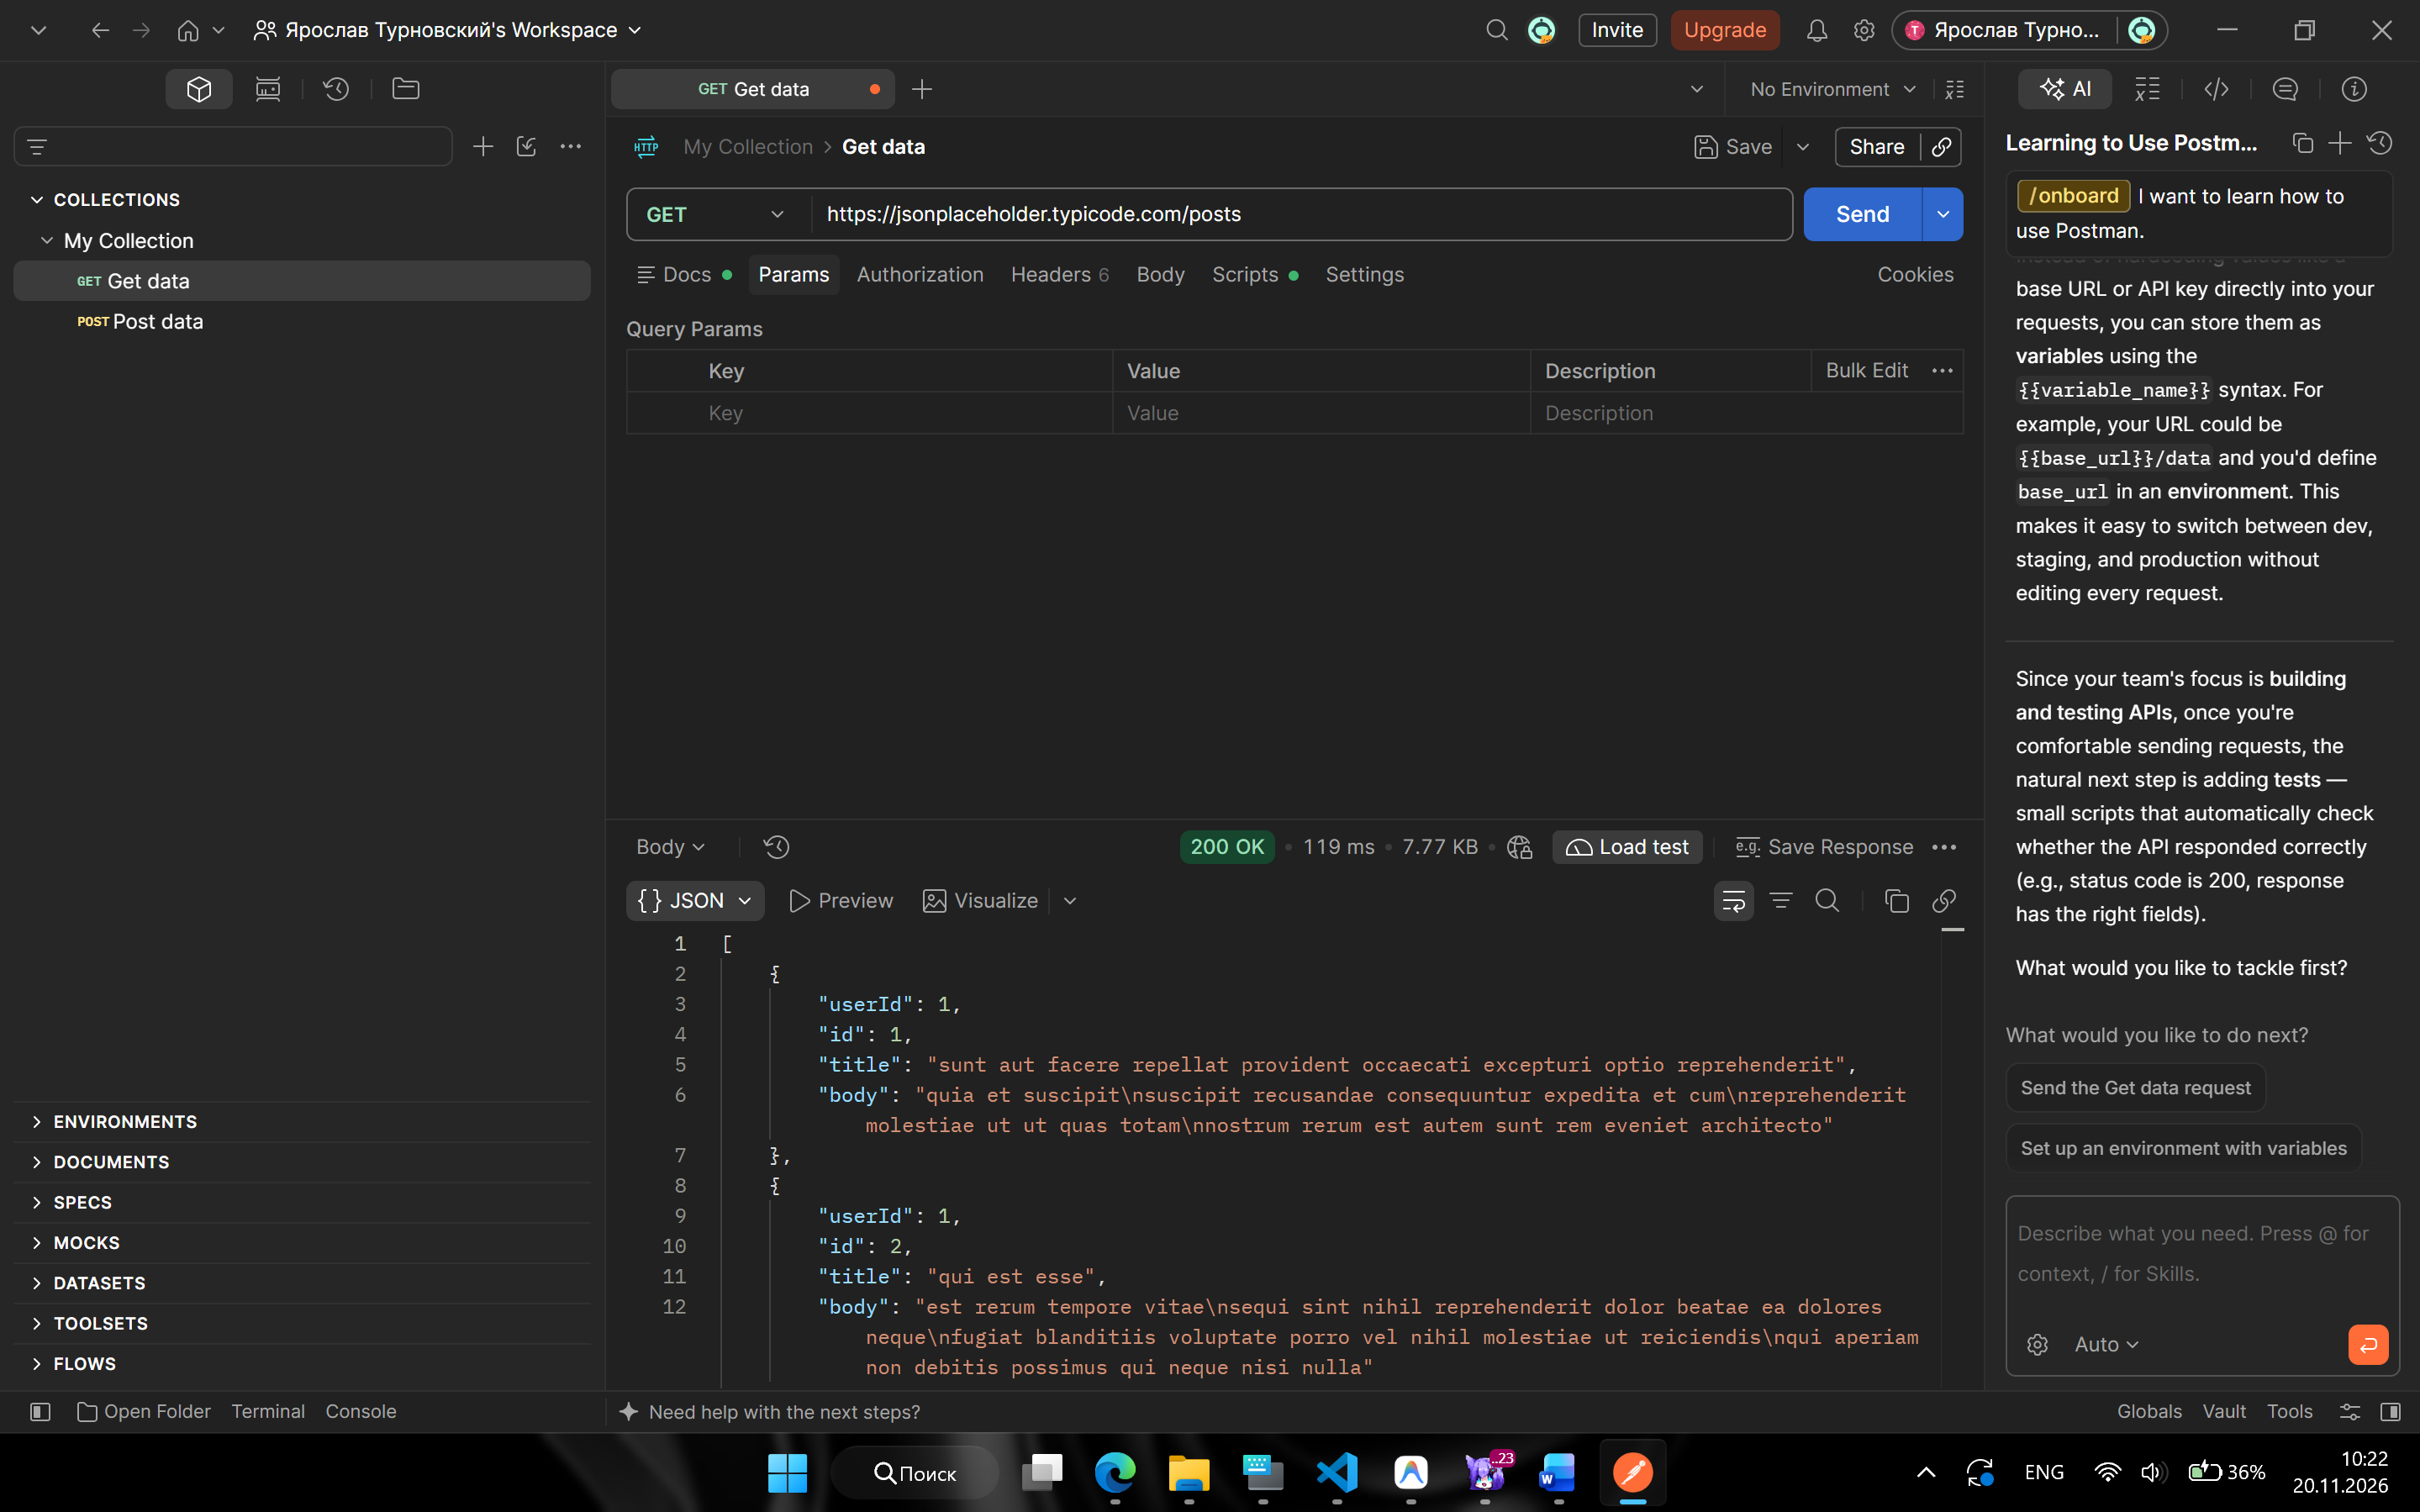 Ярослав Турновский's Workspace
Invite
Upgrade
T
Ярослав Турно...
GET Get data
No Environment
AI
COLLECTIONS
My Collection
GET Get data
POST Post data
HTTP
My Collection > Get data
Save
Share
GET
https://jsonplaceholder.typicode.com/posts
Send
Docs
Params
Authorization
Headers 6
Body
Scripts
Settings
Cookies
Query Params
Key
Value
Description
Bulk Edit
Key
Value
Description
Body
200 OK
119 ms
7.77 KB
Load test
e.g.
Save Response
{} JSON
Preview
Visualize
1 [
2 {
3 "userId": 1,
4 "id": 1,
5 "title": "sunt aut facere repellat provident occaecati excepturi optio reprehenderit",
6 "body": "quia et suscipit\nsuscipit recusandae consequuntur expedita et cum\nreprehenderit
molestiae ut ut quas totam\nnostrum rerum est autem sunt rem eveniet architecto"
7 },
8 {
9 "userId": 1,
10 "id": 2,
11 "title": "qui est esse",
12 "body": "est rerum tempore vitae\nsequi sint nihil reprehenderit dolor beatae ea dolores
neque\nfugiat blanditiis voluptate porro vel nihil molestiae ut reiciendis\nqui aperiam
non debitis possimus qui neque nisi nulla"
ENVIRONMENTS
DOCUMENTS
SPECS
MOCKS
DATASETS
TOOLSETS
FLOWS
Learning to Use Postm...
/onboard I want to learn how to
use Postman.
instead of hardcoding values like a
base URL or API key directly into your
requests, you can store them as
variables using the
{{variable_name}} syntax. For
example, your URL could be
{{base_url}}/data and you'd define
base_url in an environment. This
makes it easy to switch between dev,
staging, and production without
editing every request.
Since your team's focus is building
and testing APIs, once you're
comfortable sending requests, the
natural next step is adding tests —
small scripts that automatically check
whether the API responded correctly
(e.g., status code is 200, response
has the right fields).
What would you like to tackle first?
What would you like to do next?
Send the Get data request
Set up an environment with variables
Describe what you need. Press @ for
context, / for Skills.
Auto
Open Folder
Terminal
Console
Need help with the next steps?
Globals
Vault
Tools
Поиск
..23
W
ENG
36%
10:22
20.11.2026